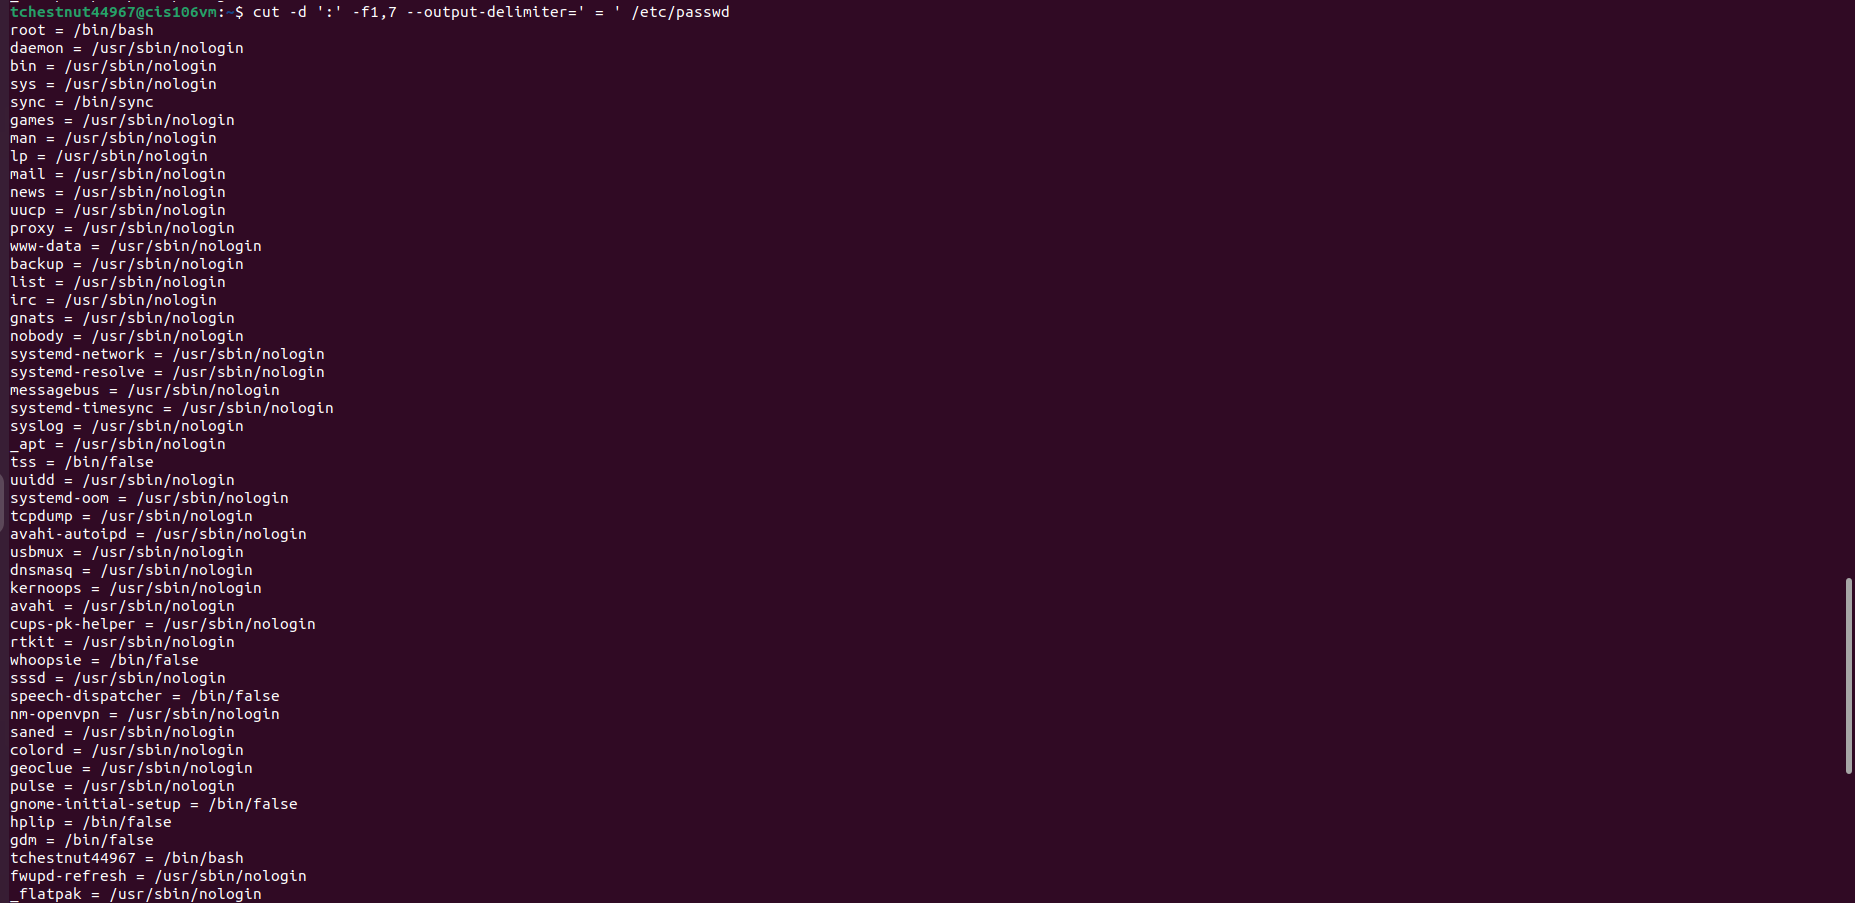 tchestnut44967@cis106vm:~$ cut -d ':' -f1,7 --output-delimiter=' = ' /etc/passwd
root = /bin/bash
daemon = /usr/sbin/nologin
bin = /usr/sbin/nologin
sys = /usr/sbin/nologin
sync = /bin/sync
games = /usr/sbin/nologin
man = /usr/sbin/nologin
lp = /usr/sbin/nologin
mail = /usr/sbin/nologin
news = /usr/sbin/nologin
uucp = /usr/sbin/nologin
proxy = /usr/sbin/nologin
www-data = /usr/sbin/nologin
backup = /usr/sbin/nologin
list = /usr/sbin/nologin
irc = /usr/sbin/nologin
gnats = /usr/sbin/nologin
nobody = /usr/sbin/nologin
systemd-network = /usr/sbin/nologin
systemd-resolve = /usr/sbin/nologin
messagebus = /usr/sbin/nologin
systemd-timesync = /usr/sbin/nologin
syslog = /usr/sbin/nologin
_apt = /usr/sbin/nologin
tss = /bin/false
uuidd = /usr/sbin/nologin
systemd-oom = /usr/sbin/nologin
tcpdump = /usr/sbin/nologin
avahi-autoipd = /usr/sbin/nologin
usbmux = /usr/sbin/nologin
dnsmasq = /usr/sbin/nologin
kernoops = /usr/sbin/nologin
avahi = /usr/sbin/nologin
cups-pk-helper = /usr/sbin/nologin
rtkit = /usr/sbin/nologin
whoopsie = /bin/false
sssd = /usr/sbin/nologin
speech-dispatcher = /bin/false
nm-openvpn = /usr/sbin/nologin
saned = /usr/sbin/nologin
colord = /usr/sbin/nologin
geoclue = /usr/sbin/nologin
pulse = /usr/sbin/nologin
gnome-initial-setup = /bin/false
hplip = /bin/false
gdm = /bin/false
tchestnut44967 = /bin/bash
fwupd-refresh = /usr/sbin/nologin
_flatpak = /usr/sbin/nologin